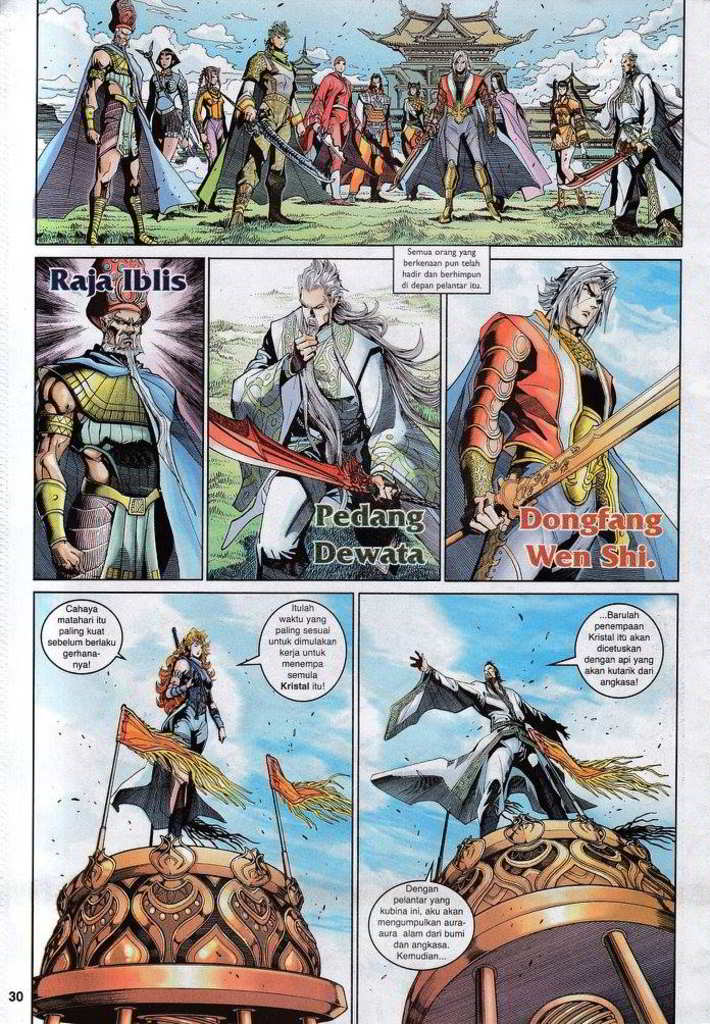 Semua orang yang
berkenaan pun telah
hadir dan berhimpun
di depan pelantar itu.
Raja Iblis
Pedang
Dewata
Dongfang
Wen Shi.
Cahaya
matahari itu
paling kuat
sebelum berlaku
gerhana-
nya!
Itulah
waktu yang
paling sesuai
untuk dimulakan
kerja untuk
menempa
semula
Kristal itu!
Dengan
pelantar yang
kubina ini, aku akan
mengumpulkan aura-
aura alam dari bumi
dan angkasa.
Kemudian...
...Barulah
penempaan
Kristal itu akan
dicetuskan
dengan api yang
akan kutarik dari
angkasa!
30